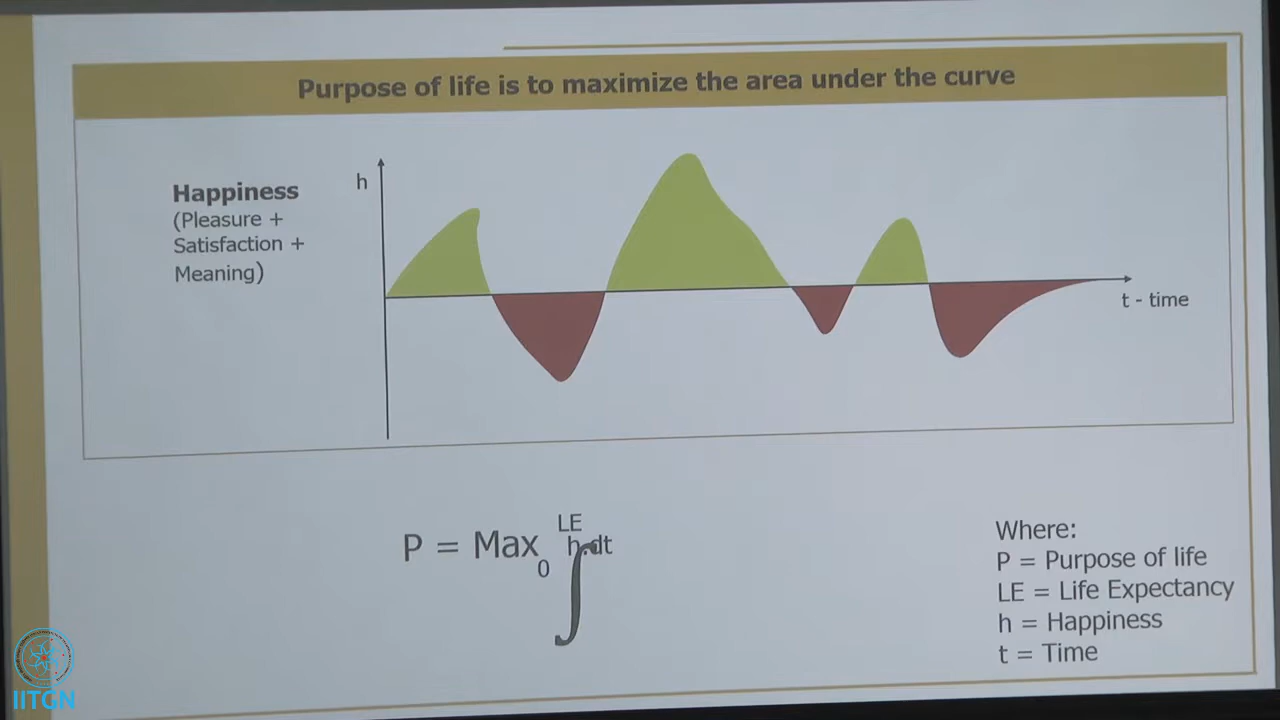 Purpose of life is to maximize the area under the curve
Happiness
(Pleasure +
Satisfaction +
Meaning)
h
t - time
LE
P = Max ∫ h.dt
0
Where:
P = Purpose of life
LE = Life Expectancy
h = Happiness
t = Time
IITGN